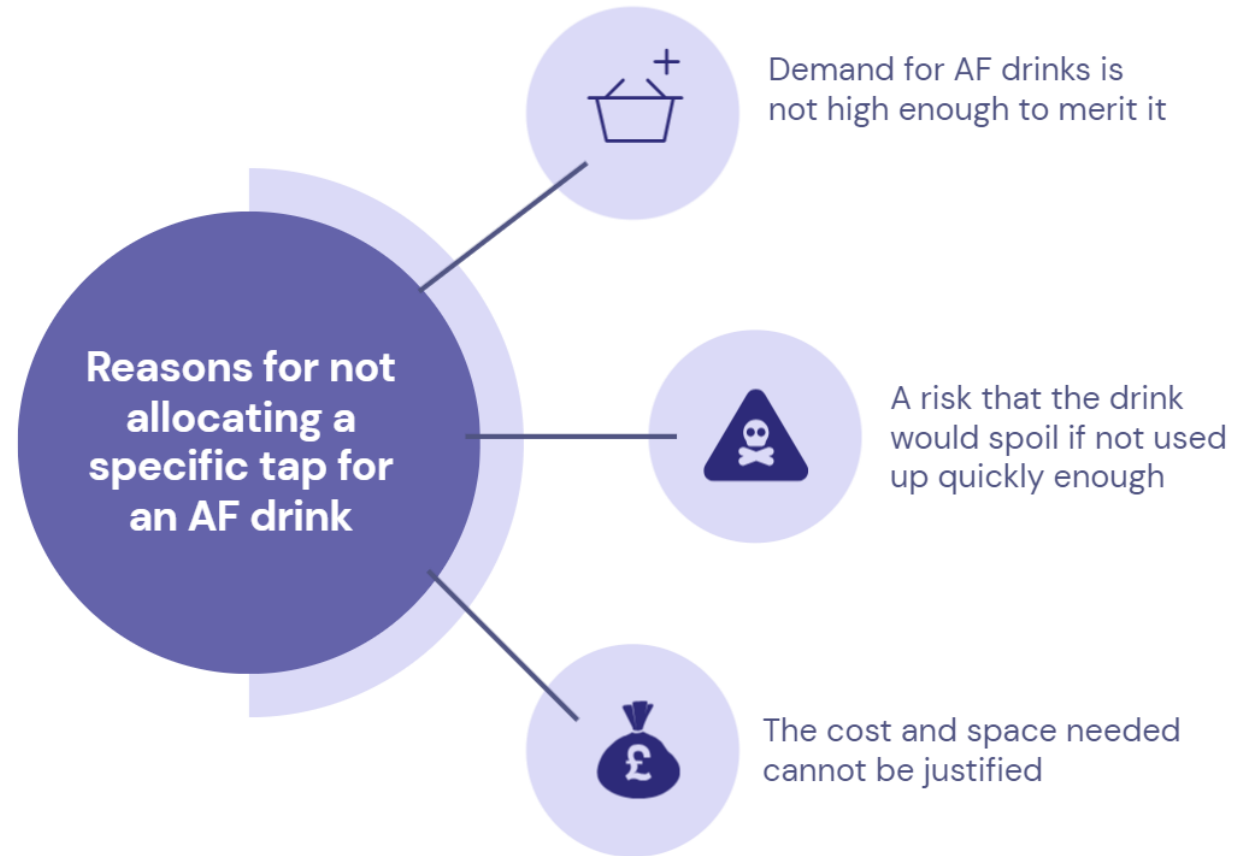 Demand for AF drinks is
not high enough to merit it
Reasons for not
allocating a
specific tap for
an AF drink
A risk that the drink
would spoil if not used
up quickly enough
£
The cost and space needed
cannot be justified